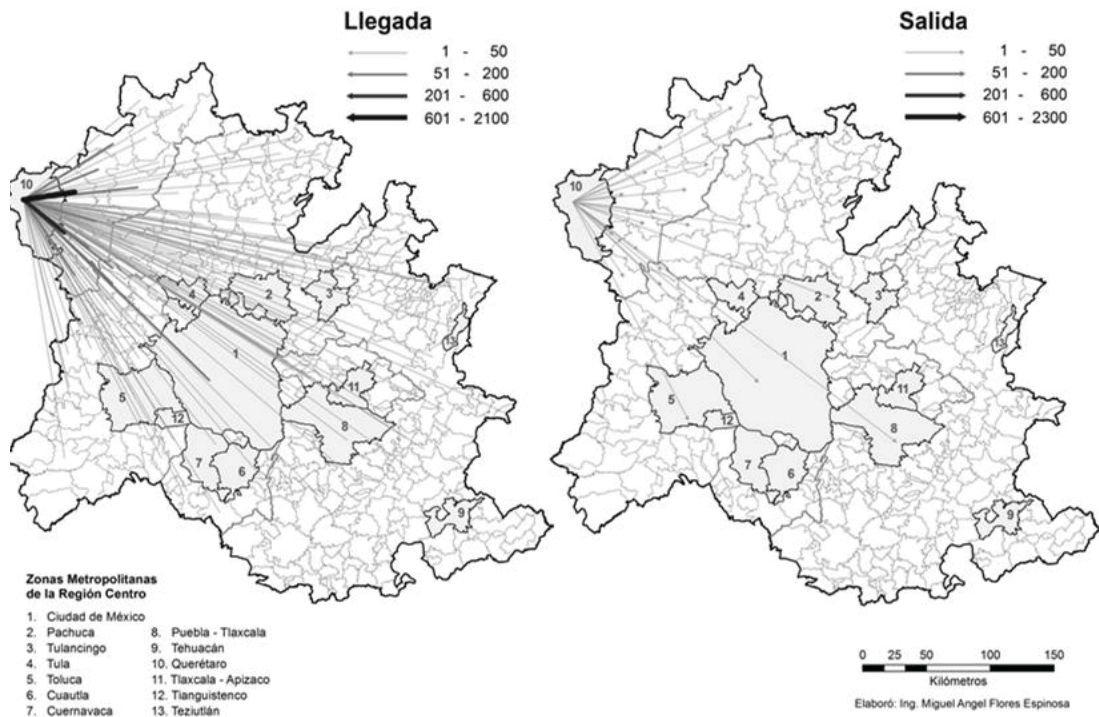 Llegada
1 - 50
51 - 200
201 - 600
601 - 2100
Salida
1 - 50
51 - 200
201 - 600
601 - 2300
10
4
2
3
1
13
5
11
12
8
7
6
9
10
4
2
3
1
13
5
11
12
8
7
6
9
Zonas Metropolitanas
de la Región Centro
1. Ciudad de México
2. Pachuca
3. Tulancingo
4. Tula
5. Toluca
6. Cuautla
7. Cuernavaca
8. Puebla - Tlaxcala
9. Tehuacán
10. Querétaro
11. Tlaxcala - Apizaco
12. Tianguistenco
13. Teziutlán
0 25 50 100 150
Kilómetros
Elaboró: Ing. Miguel Angel Flores Espinosa